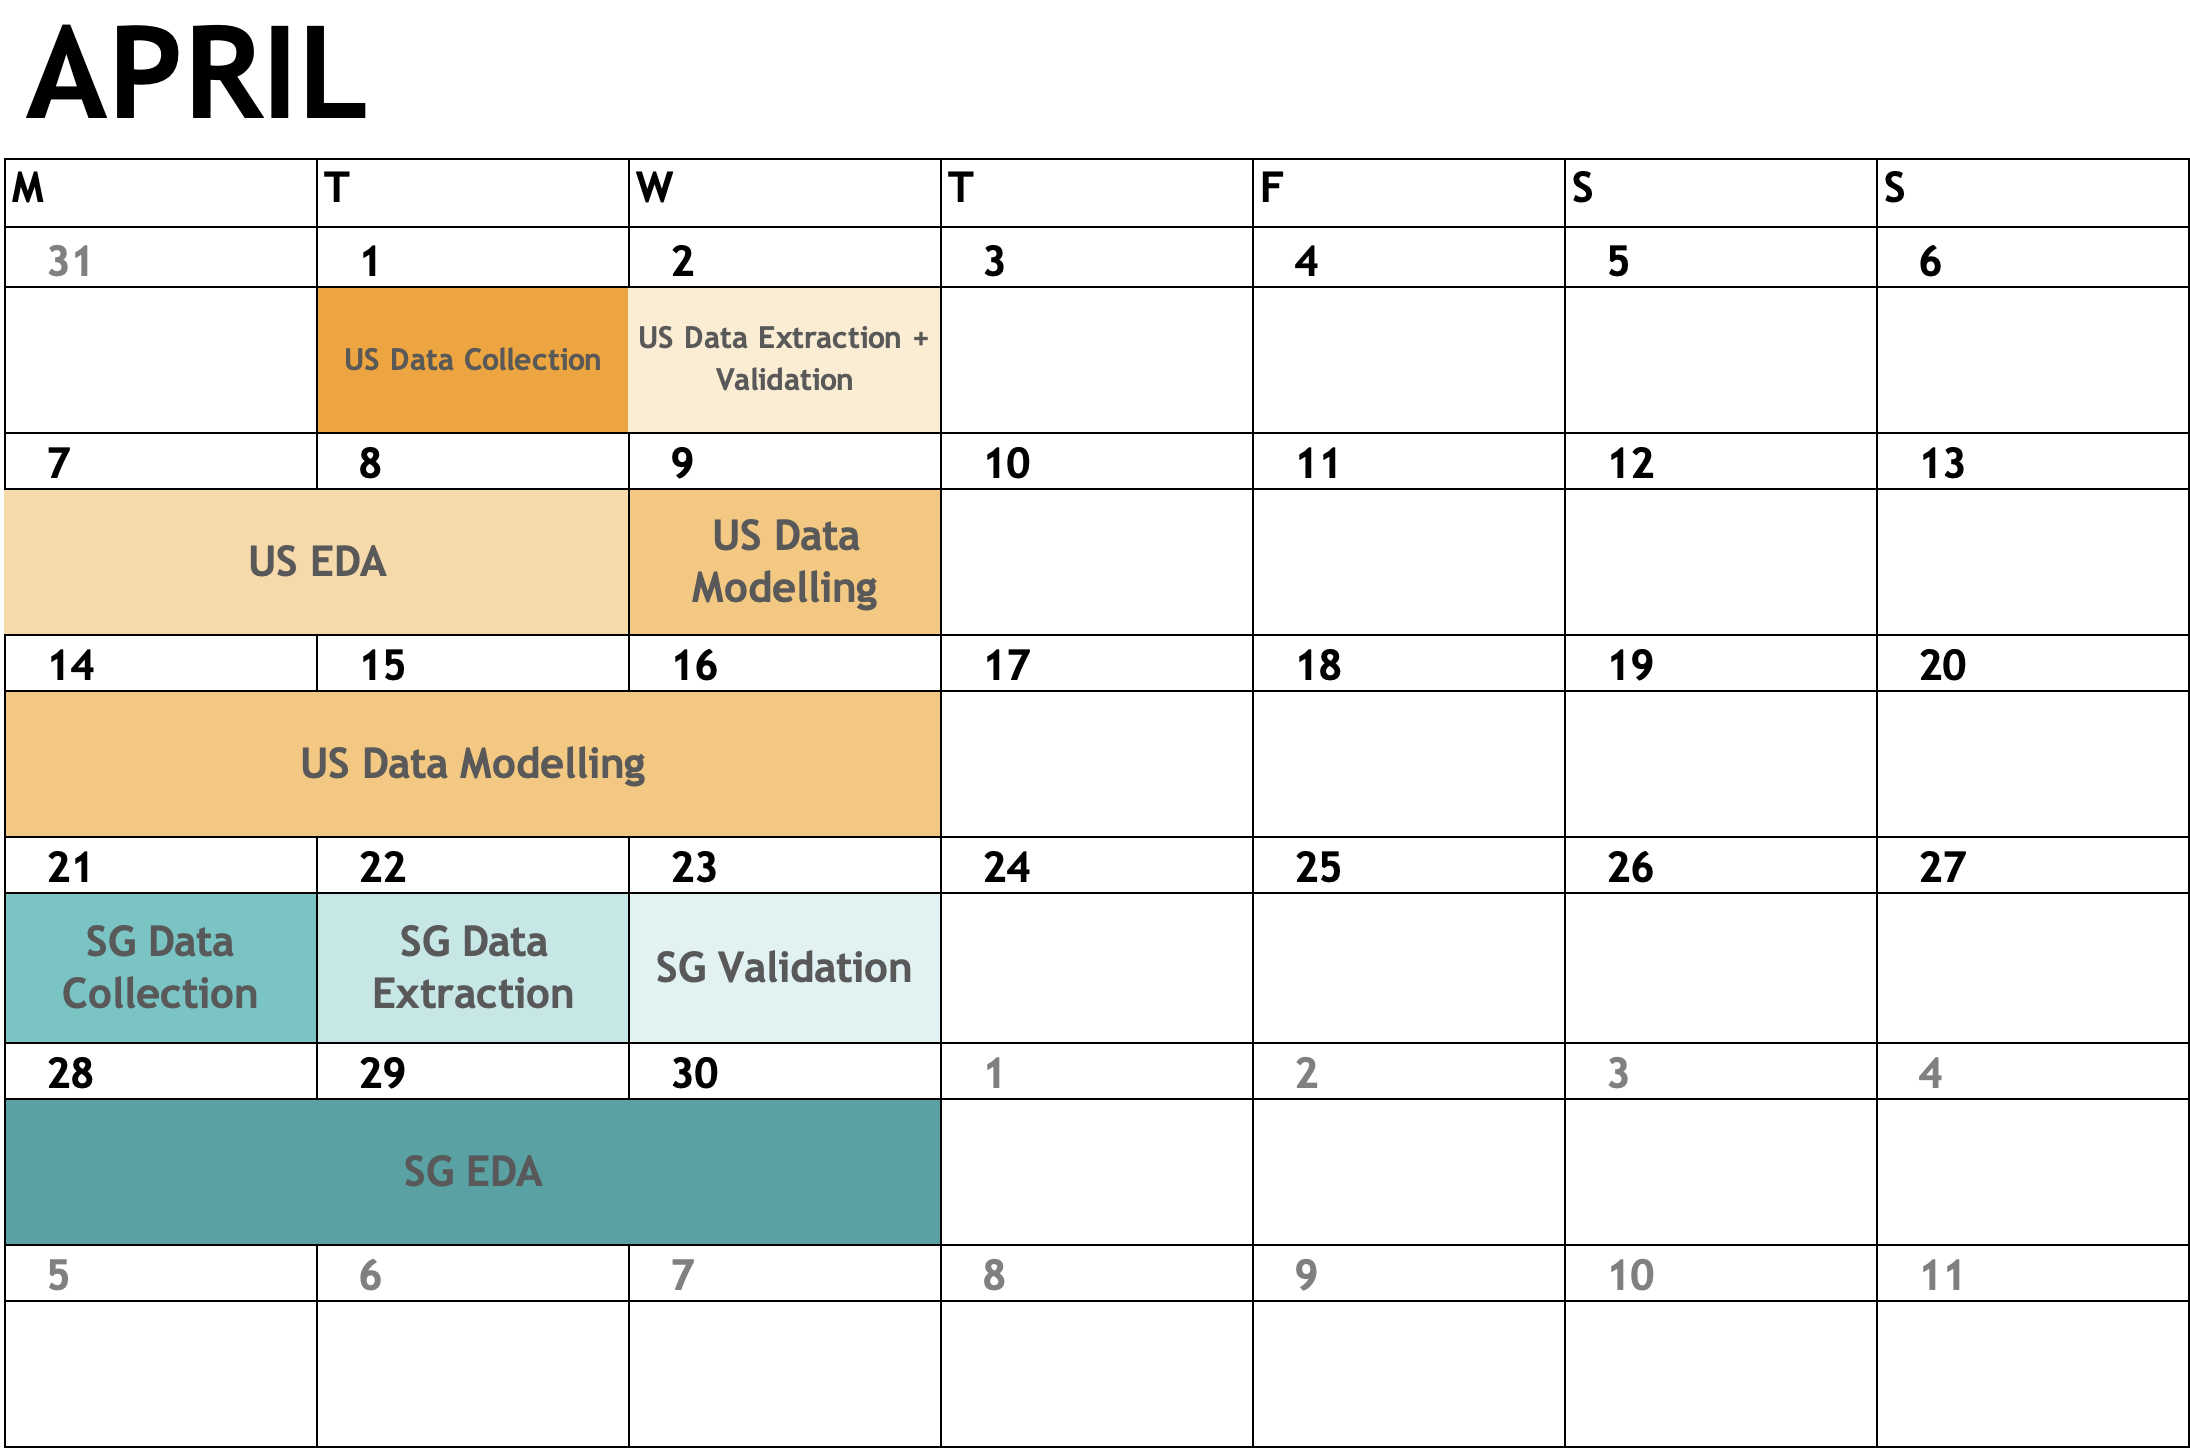 APRIL
M T W T F S S
31 1 2 3 4 5 6
US Data Collection
US Data Extraction +
Validation
7 8 9 10 11 12 13
US EDA
US Data
Modelling
14 15 16 17 18 19 20
US Data Modelling
21 22 23 24 25 26 27
SG Data
Collection
SG Data
Extraction
SG Validation
28 29 30 1 2 3 4
SG EDA
5 6 7 8 9 10 11